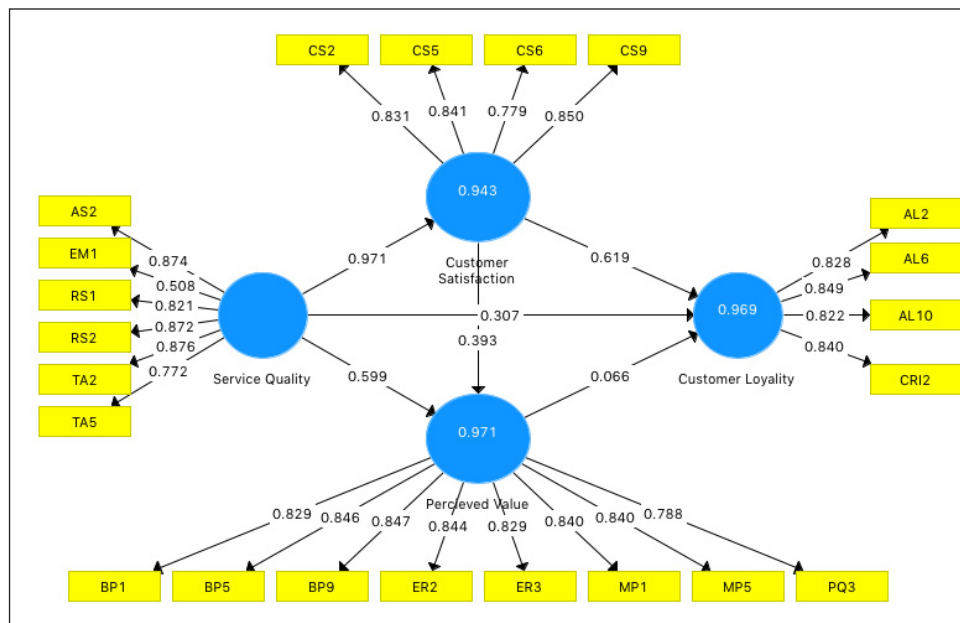 CS2 CS5 CS6 CS9
0.831 0.841 0.779 0.850
0.943
Customer
Satisfaction
AS2
EM1
RS1
RS2
TA2
TA5
0.874
0.508
0.821
0.872
0.876
0.772
Service Quality
0.971
0.619
0.307
0.393
0.599
0.066
0.969
Customer Loyality
AL2
AL6
AL10
CRI2
0.828
0.849
0.822
0.840
0.971
Percieved Value
0.829 0.846 0.847 0.844 0.829 0.840 0.840 0.788
BP1 BP5 BP9 ER2 ER3 MP1 MP5 PQ3